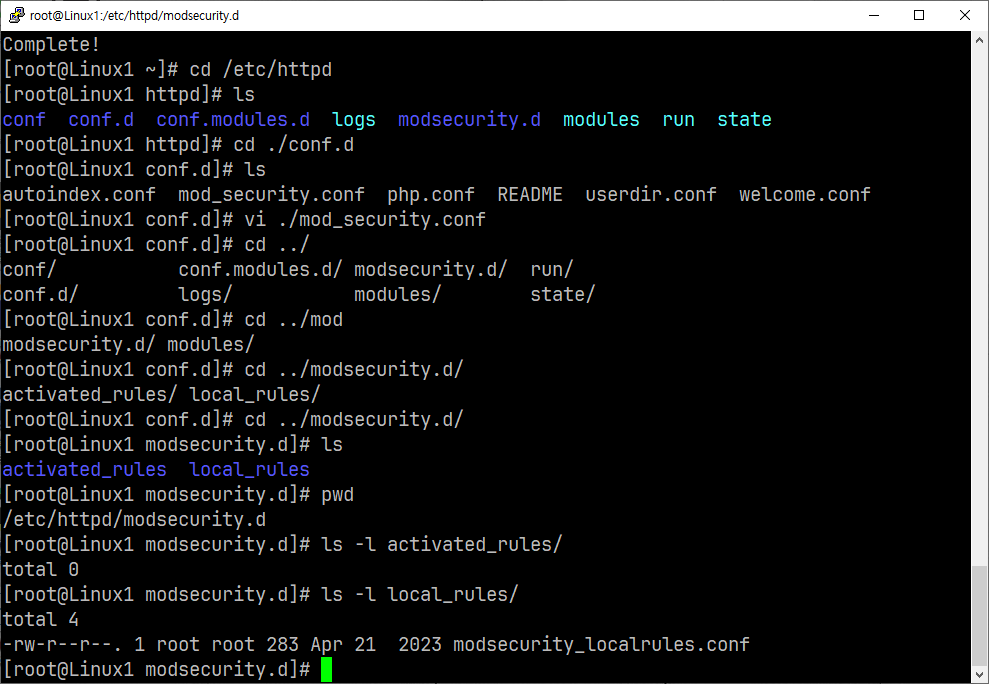 root@Linux1:/etc/httpd/modsecurity.d
Complete!
[root@Linux1 ~]# cd /etc/httpd
[root@Linux1 httpd]# ls
conf  conf.d  conf.modules.d  logs  modsecurity.d  modules  run  state
[root@Linux1 httpd]# cd ./conf.d
[root@Linux1 conf.d]# ls
autoindex.conf  mod_security.conf  php.conf  README  userdir.conf  welcome.conf
[root@Linux1 conf.d]# vi ./mod_security.conf
[root@Linux1 conf.d]# cd ../
conf/           conf.modules.d/ modsecurity.d/  run/
conf.d/         logs/           modules/        state/
[root@Linux1 conf.d]# cd ../mod
modsecurity.d/ modules/
[root@Linux1 conf.d]# cd ../modsecurity.d/
activated_rules/ local_rules/
[root@Linux1 conf.d]# cd ../modsecurity.d/
[root@Linux1 modsecurity.d]# ls
activated_rules  local_rules
[root@Linux1 modsecurity.d]# pwd
/etc/httpd/modsecurity.d
[root@Linux1 modsecurity.d]# ls -l activated_rules/
total 0
[root@Linux1 modsecurity.d]# ls -l local_rules/
total 4
-rw-r--r--. 1 root root 283 Apr 21  2023 modsecurity_localrules.conf
[root@Linux1 modsecurity.d]#